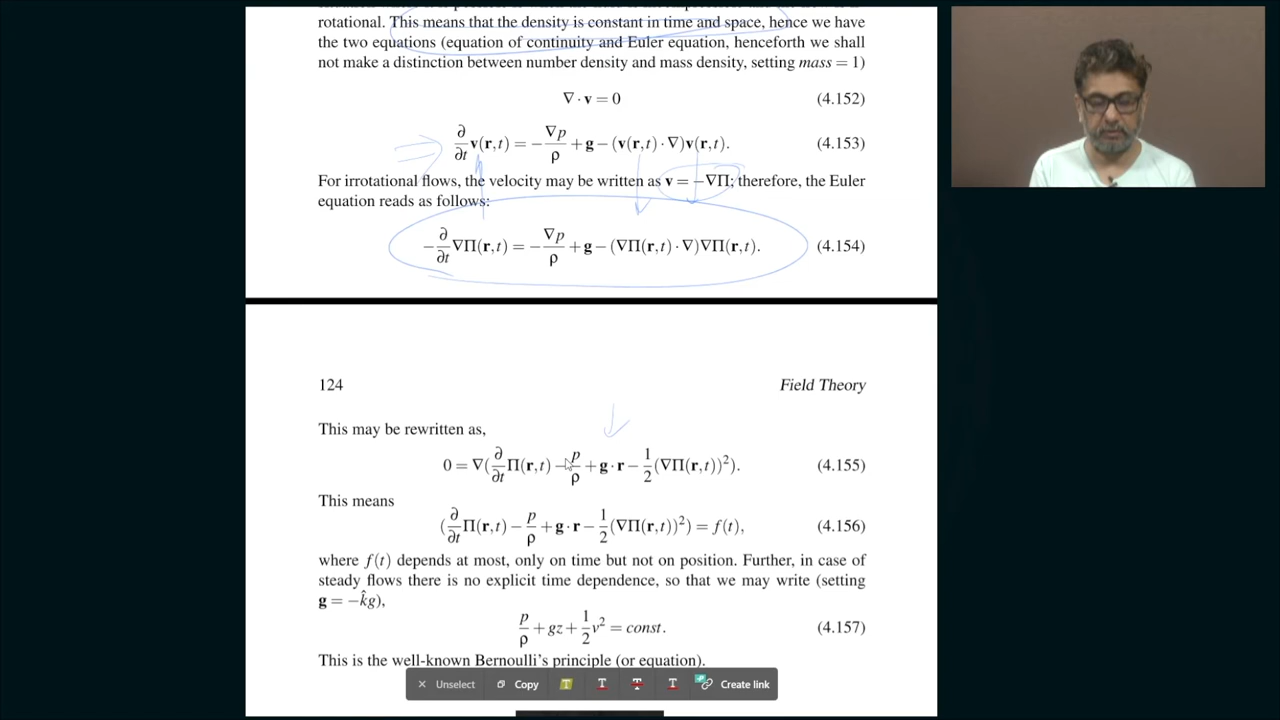 rotational. This means that the density is constant in time and space, hence we have
the two equations (equation of continuity and Euler equation, henceforth we shall
not make a distinction between number density and mass density, setting mass = 1)
∇ · v = 0 (4.152)
∂/∂t v(r,t) = −∇p/ρ + g − (v(r,t) · ∇)v(r,t). (4.153)
For irrotational flows, the velocity may be written as v = −∇Π; therefore, the Euler
equation reads as follows:
−∂/∂t ∇Π(r,t) = −∇p/ρ + g − (∇Π(r,t) · ∇)∇Π(r,t). (4.154)
124 Field Theory
This may be rewritten as,
0 = ∇(∂/∂t Π(r,t) − p/ρ + g · r − 1/2 (∇Π(r,t))²). (4.155)
This means
(∂/∂t Π(r,t) − p/ρ + g · r − 1/2 (∇Π(r,t))²) = f(t), (4.156)
where f(t) depends at most, only on time but not on position. Further, in case of
steady flows there is no explicit time dependence, so that we may write (setting
g = −k̂g),
p/ρ + gz + 1/2 v² = const. (4.157)
This is the well-known Bernoulli's principle (or equation).
× Unselect Copy T T T T Create link